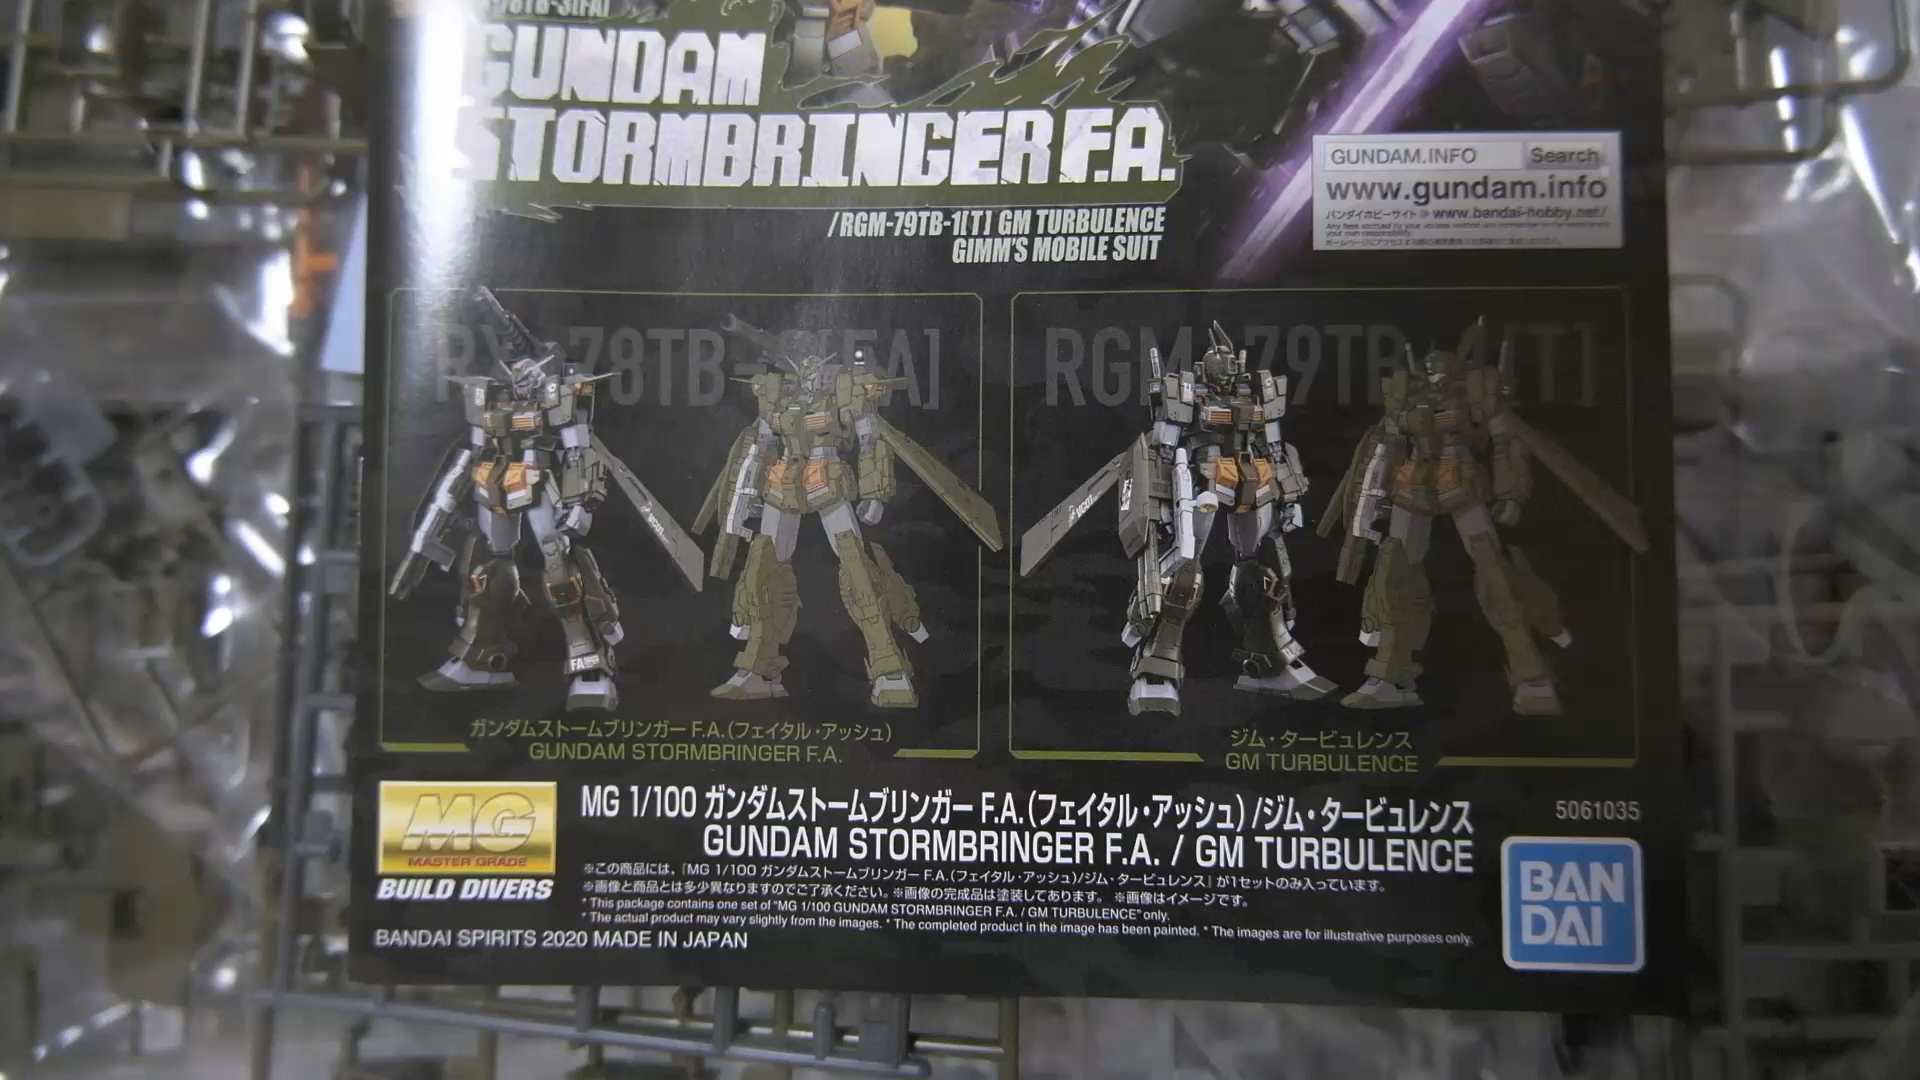 -78TB-3[FA]
GUNDAM
STORMBRINGER F.A.
/RGM-79TB-1[T] GM TURBULENCE
GIMM'S MOBILE SUIT
GUNDAM.INFO Search
www.gundam.info
バンダイホビーサイト www.bandai-hobby.net/
RGM-79TB-1[T]
ガンダムストームブリンガー F.A.(フェイタル・アッシュ)
GUNDAM STORMBRINGER F.A.
ジム・タービュレンス
GM TURBULENCE
MG
MASTER GRADE
BUILD DIVERS
MG 1/100 ガンダムストームブリンガー F.A.(フェイタル・アッシュ)/ジム・タービュレンス
GUNDAM STORMBRINGER F.A. / GM TURBULENCE
5061035
※この商品には、『MG 1/100 ガンダムストームブリンガー F.A.(フェイタル・アッシュ)/ジム・タービュレンス』が1セットのみ入っています。
※画像と商品とは多少異なりますのでご了承ください。※画像の完成品は塗装してあります。 ※画像はイメージです。
* This package contains one set of "MG 1/100 GUNDAM STORMBRINGER F.A. / GM TURBULENCE" only.
* The actual product may vary slightly from the images. * The completed product in the image has been painted. * The images are for illustrative purposes only.
BANDAI SPIRITS 2020 MADE IN JAPAN
BAN
DAI